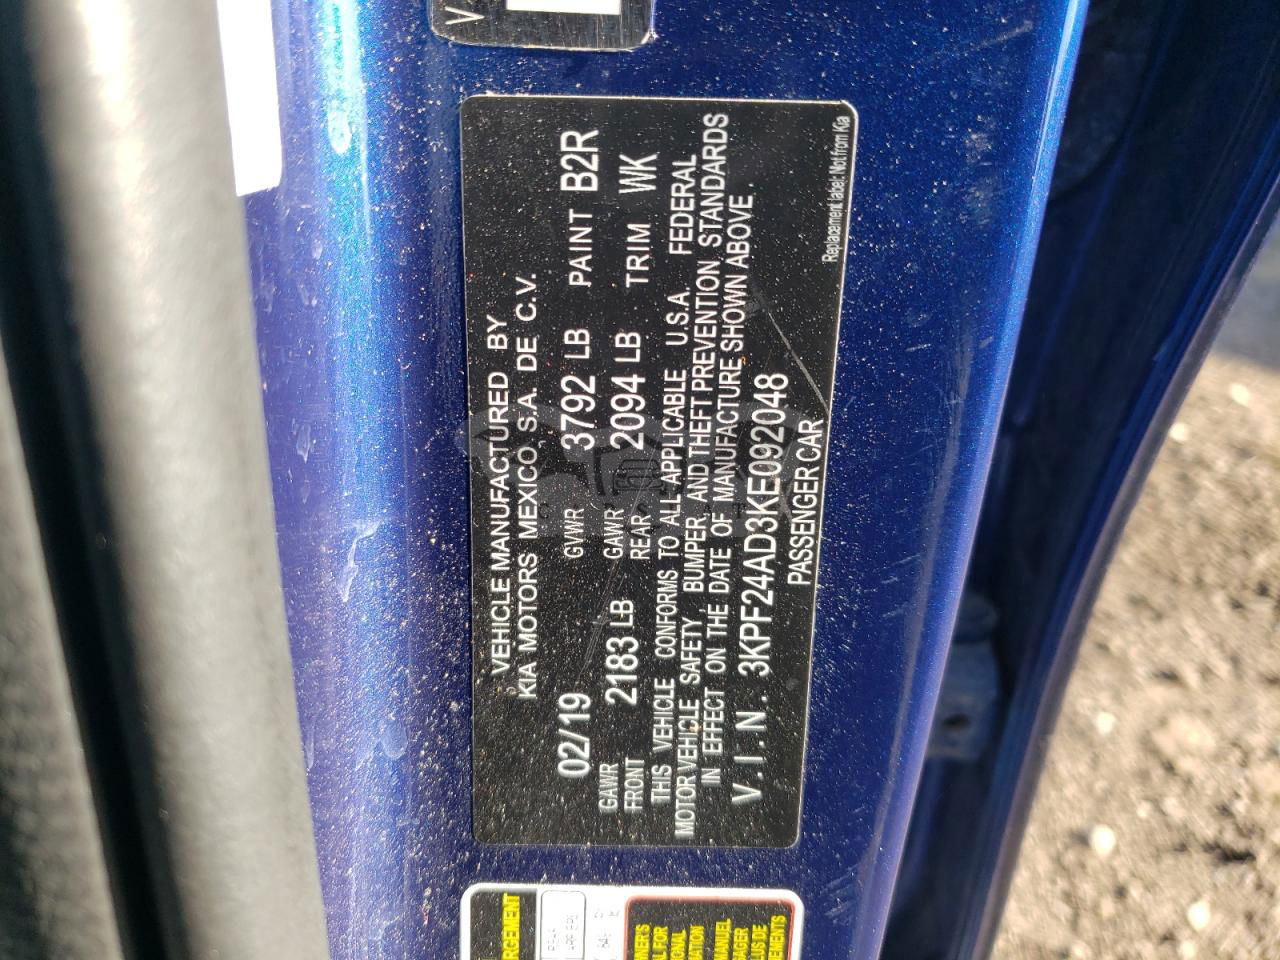 V
VEHICLE MANUFACTURED BY
KIA MOTORS MEXICO, S.A. DE C.V.
02/19 GVWR 3792 LB PAINT B2R
GAWR FRONT 2183 LB GAWR REAR 2094 LB TRIM WK
THIS VEHICLE CONFORMS TO ALL APPLICABLE U.S.A. FEDERAL
MOTOR VEHICLE SAFETY BUMPER AND THEFT PREVENTION STANDARDS
IN EFFECT ON THE DATE OF MANUFACTURE SHOWN ABOVE.
V.I.N. 3KPF24AD3KE092048
PASSENGER CAR
Replacement label: Not from Kia
MANUEL